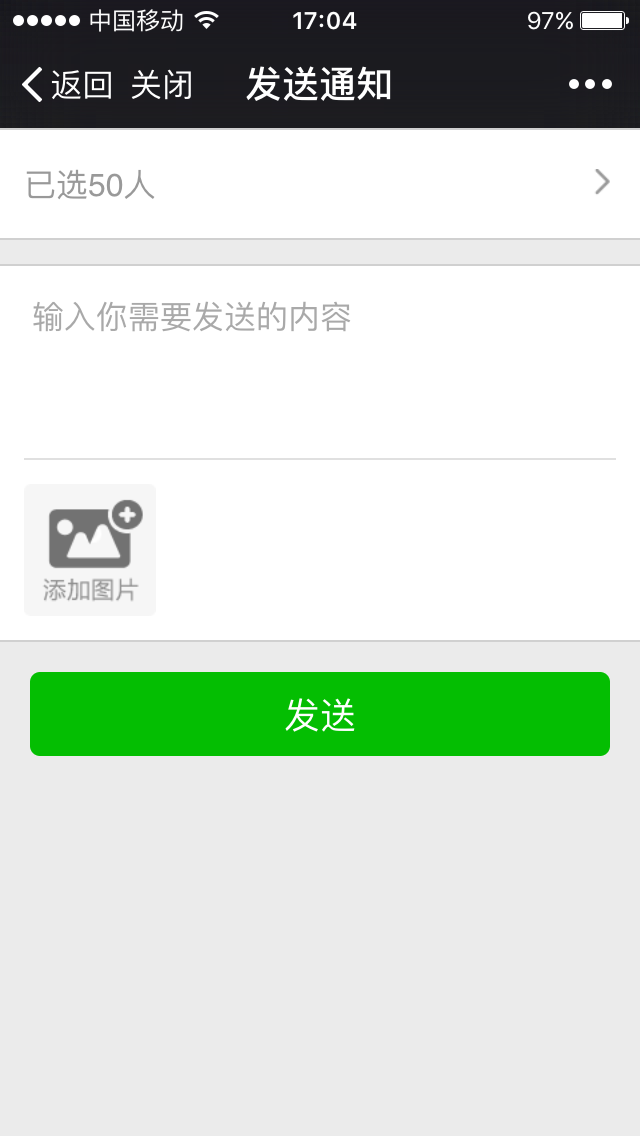 中国移动 17:04 97%
返回 关闭 发送通知
已选50人
输入你需要发送的内容
添加图片
发送